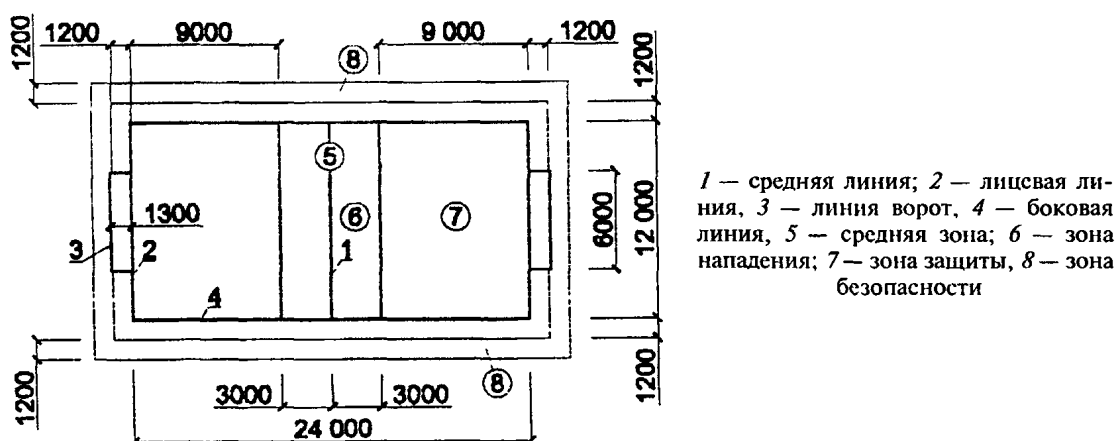 1200 9000 9 000 1200
1200
8
1200
5
6
7
1300
3 2 1
4
6000
12 000
8
1200
1200
3000 3000
24 000
1 — средняя линия; 2 — лицсвая ли-
ния, 3 — линия ворот, 4 — боковая
линия, 5 — средняя зона; 6 — зона
нападения; 7 — зона защиты, 8 — зона
безопасности